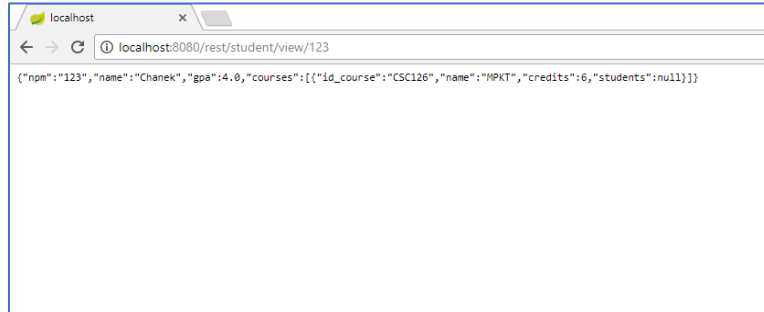 localhost
localhost:8080/rest/student/view/123
{"npm":"123","name":"Chanek","gpa":4.0,"courses":[{"id_course":"CSC126","name":"MPKT","credits":6,"students":null}]}